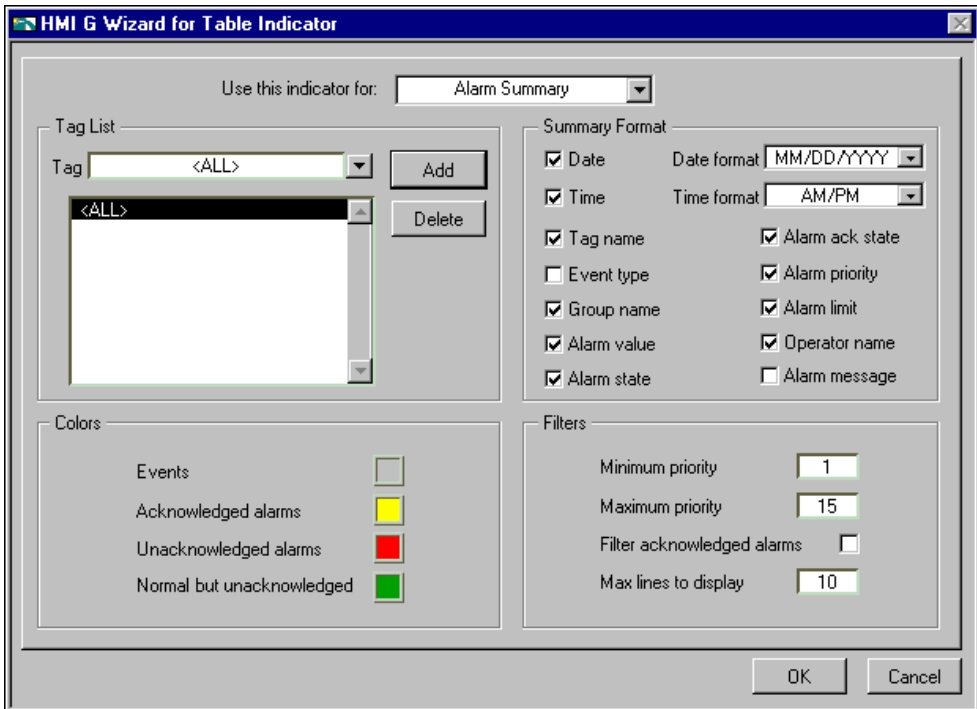 HMI G Wizard for Table Indicator
Use this indicator for: Alarm Summary
Tag List
Tag <ALL>
Add
<ALL>
Delete
Summary Format
Date
Date format MM/DD/YYYY
Time
Time format AM/PM
Tag name
Alarm ack state
Event type
Alarm priority
Group name
Alarm limit
Alarm value
Operator name
Alarm state
Alarm message
Colors
Events
Acknowledged alarms
Unacknowledged alarms
Normal but unacknowledged
Filters
Minimum priority 1
Maximum priority 15
Filter acknowledged alarms
Max lines to display 10
OK
Cancel